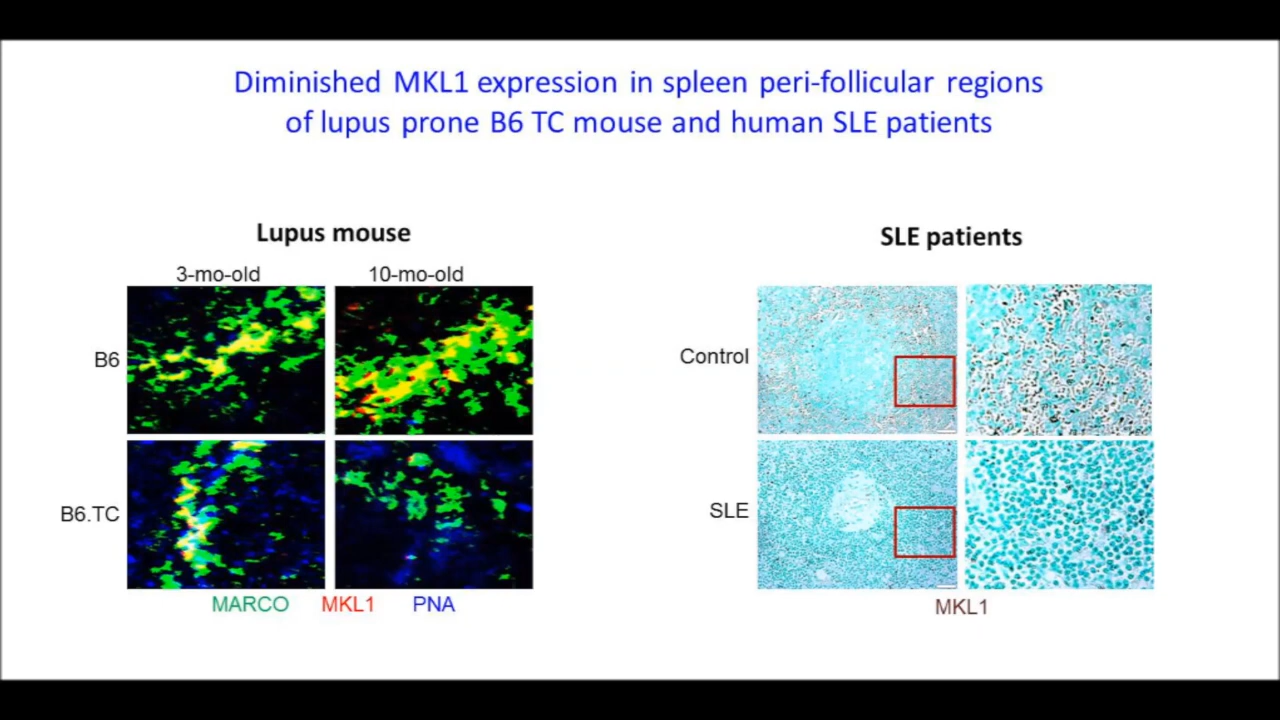 Diminished MKL1 expression in spleen peri-follicular regions
of lupus prone B6 TC mouse and human SLE patients
Lupus mouse
3-mo-old 10-mo-old
B6
B6.TC
MARCO MKL1 PNA
SLE patients
Control
SLE
MKL1